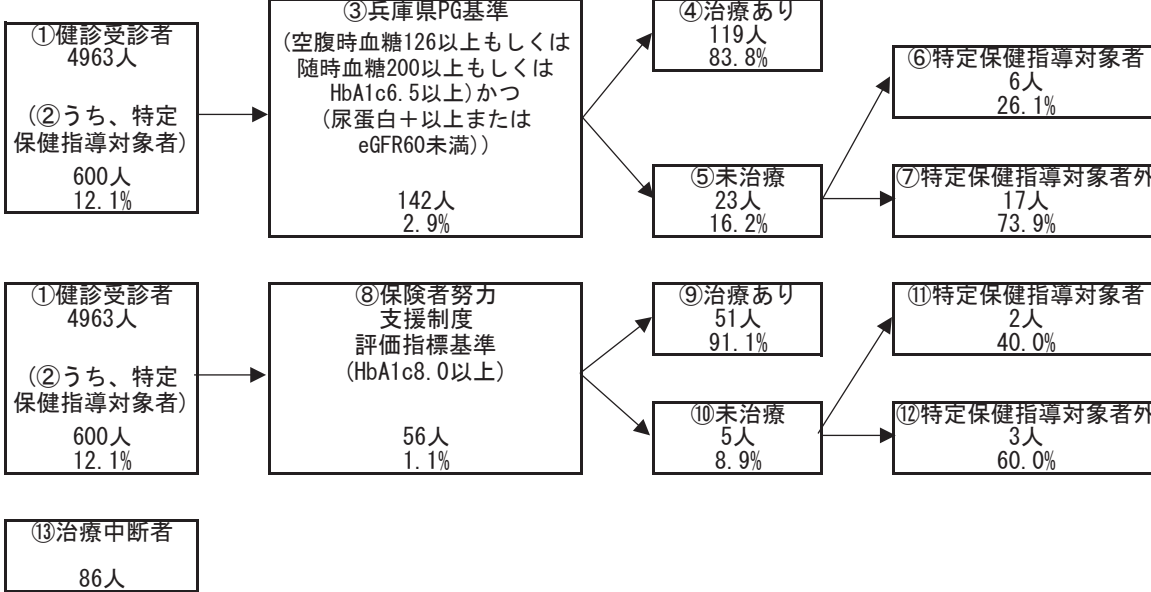 ①健診受診者
4963人
(②うち、特定
保健指導対象者)
600人
12.1%
③兵庫県PG基準
(空腹時血糖126以上もしくは
随時血糖200以上もしくは
HbA1c6.5以上)かつ
(尿蛋白＋以上または
eGFR60未満))
142人
2.9%
④治療あり
119人
83.8%
⑤未治療
23人
16.2%
⑥特定保健指導対象者
6人
26.1%
⑦特定保健指導対象者外
17人
73.9%
①健診受診者
4963人
(②うち、特定
保健指導対象者)
600人
12.1%
⑧保険者努力
支援制度
評価指標基準
(HbA1c8.0以上)
56人
1.1%
⑨治療あり
51人
91.1%
⑩未治療
5人
8.9%
⑪特定保健指導対象者
2人
40.0%
⑫特定保健指導対象者外
3人
60.0%
⑬治療中断者
86人